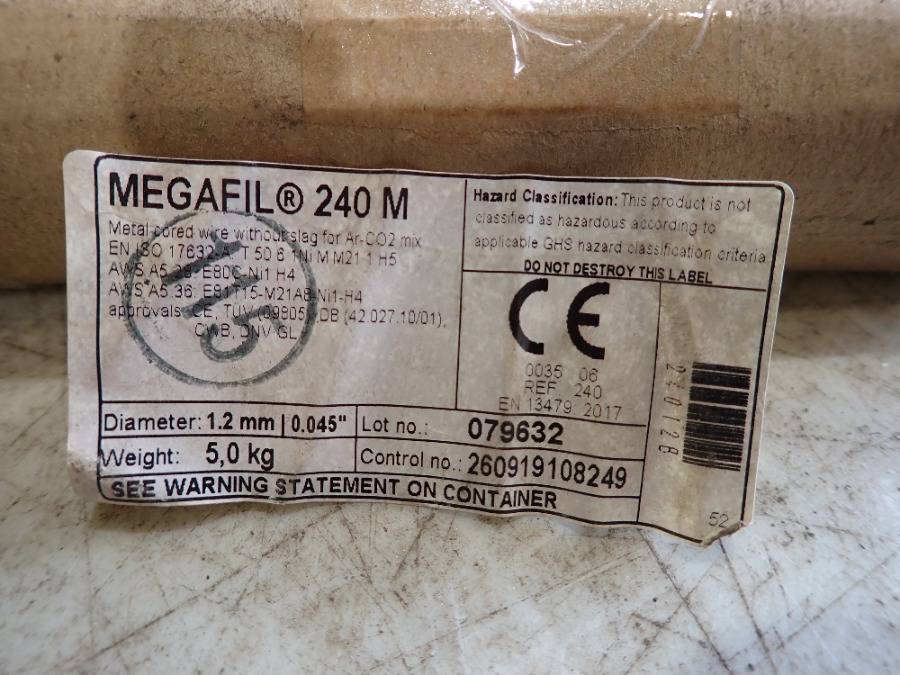 MEGAFIL® 240 M
Metal cored wire without slag for Ar-CO2 mix
EN ISO 17632-A: T 50 6 1Ni M M21 1 H5
AWS A5.28: E80C-Ni1 H4
AWS A5.36: E81T15-M21A8-Ni1-H4
approvals: CE, TÜV (09805), DB (42.027.10/01),
CWB, DNV-GL
Hazard Classification: This product is not
classified as hazardous according to
applicable GHS hazard classification criteria
DO NOT DESTROY THIS LABEL
CE
0035 06
REF 240
EN 13479: 2017
Diameter: 1.2 mm | 0.045"
Lot no.: 079632
Weight: 5,0 kg
Control no.: 260919108249
SEE WARNING STATEMENT ON CONTAINER
52